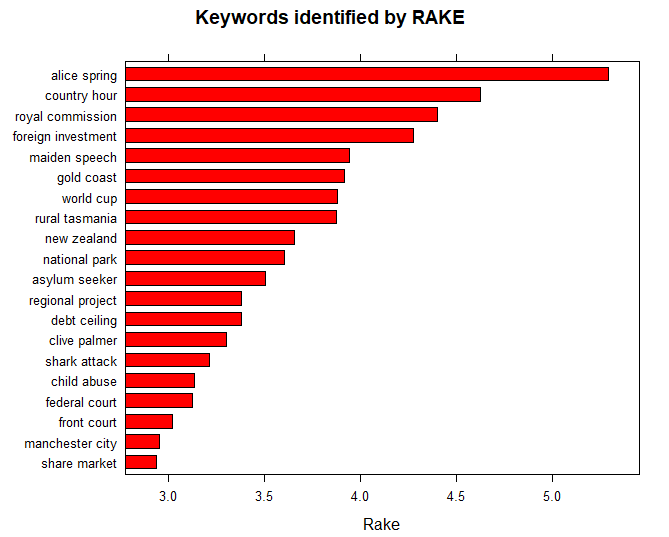 Keywords identified by RAKE
alice spring
country hour
royal commission
foreign investment
maiden speech
gold coast
world cup
rural tasmania
new zealand
national park
asylum seeker
regional project
debt ceiling
clive palmer
shark attack
child abuse
federal court
front court
manchester city
share market
3.0 3.5 4.0 4.5 5.0
Rake